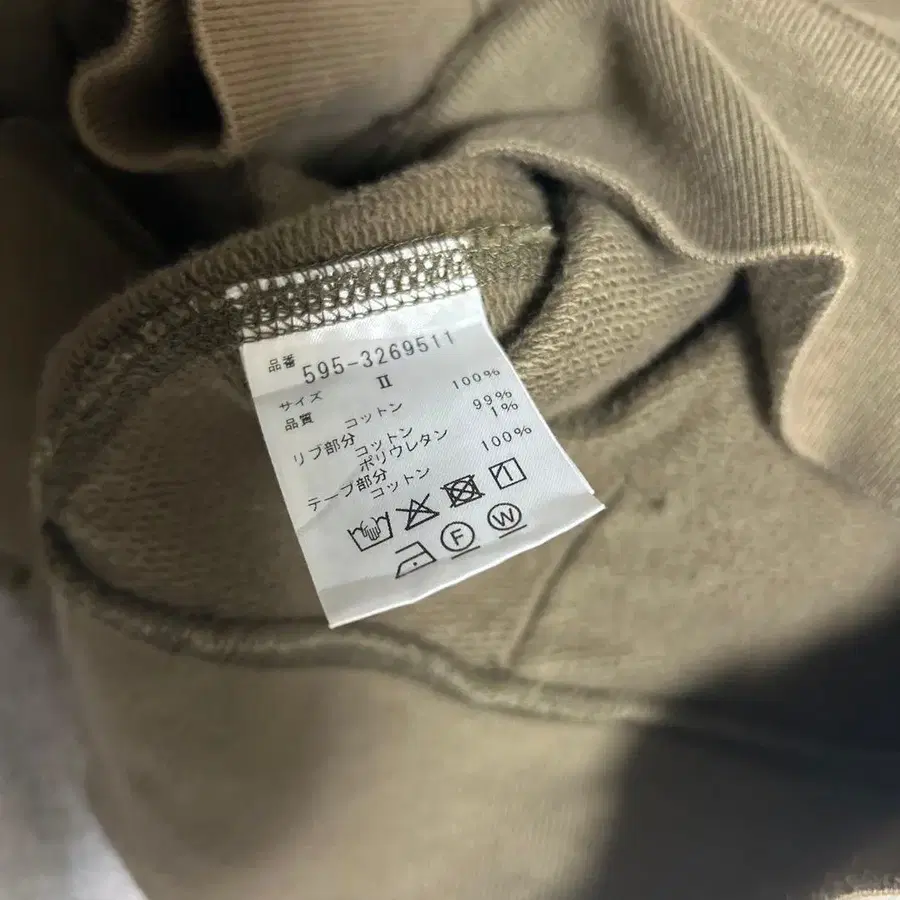 品番 595-3269511
サイズ II
品質 コットン 100%
リブ部分 コットン 99%
ポリウレタン 1%
テープ部分
コットン 100%
F W